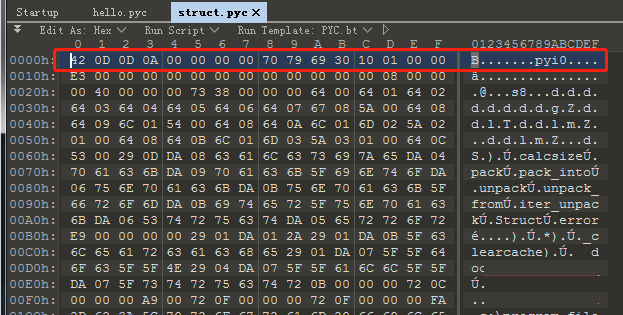 Startup hello.pyc struct.pyc ×
Edit As: Hex Run Script Run Template: PYC.bt
0 1 2 3 4 5 6 7 8 9 A B C D E F 0123456789ABCDEF
0000h: 42 0D 0D 0A 00 00 00 00 70 79 69 30 10 01 00 00 B.......pyi0....
0010h: E3 00 00 00 00 00 00 00 00 00 00 00 00 08 00 00 ã...............
0020h: 00 40 00 00 00 73 38 00 00 00 64 00 64 01 64 02 .@...s8...d.d.d.
0030h: 64 03 64 04 64 05 64 06 64 07 67 08 5A 00 64 08 d.d.d.d.d.g.Z.d.
0040h: 64 09 6C 01 54 00 64 08 64 0A 6C 01 6D 02 5A 02 d.l.T.d.d.l.m.Z.
0050h: 01 00 64 08 64 0B 6C 01 6D 03 5A 03 01 00 64 0C ..d.d.l.m.Z...d.
0060h: 53 00 29 0D DA 08 63 61 6C 63 73 69 7A 65 DA 04 S.).Ú.calcsizeÚ.
0070h: 70 61 63 6B DA 09 70 61 63 6B 5F 69 6E 74 6F DA packÚ.pack_intoÚ
0080h: 06 75 6E 70 61 63 6B DA 0B 75 6E 70 61 63 6B 5F .unpackÚ.unpack_
0090h: 66 72 6F 6D DA 0B 69 74 65 72 5F 75 6E 70 61 63 fromÚ.iter_unpac
00A0h: 6B DA 06 53 74 72 75 63 74 DA 05 65 72 72 6F 72 kÚ.StructÚ.error
00B0h: E9 00 00 00 00 29 01 DA 01 2A 29 01 DA 0B 5F 63 é....).Ú.*).Ú._c
00C0h: 6C 65 61 72 63 61 63 68 65 29 01 DA 07 5F 5F 64 learcache).Ú.__d
00D0h: 6F 63 5F 5F 4E 29 04 DA 07 5F 5F 61 6C 6C 5F 5F oc
00E0h: DA 07 5F 73 74 72 75 63 74 72 0B 00 00 00 72 0C Ú.
00F0h: 00 00 00 A9 00 72 0F 00 00 00 72 0F 00 00 00 FA ..